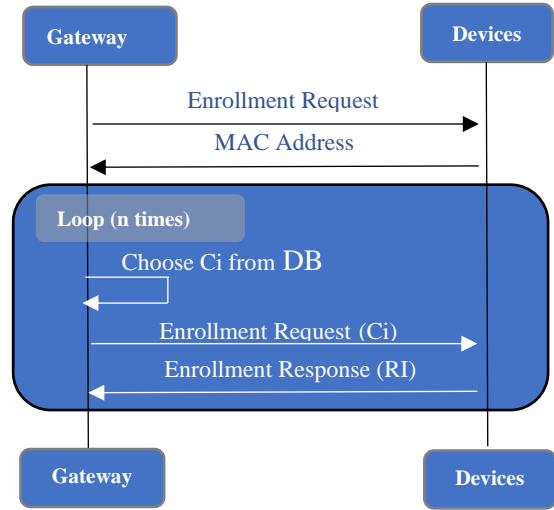 Gateway
Devices
Enrollment Request
MAC Address
Loop (n times)
Choose Ci from DB
Enrollment Request (Ci)
Enrollment Response (RI)
Gateway
Devices